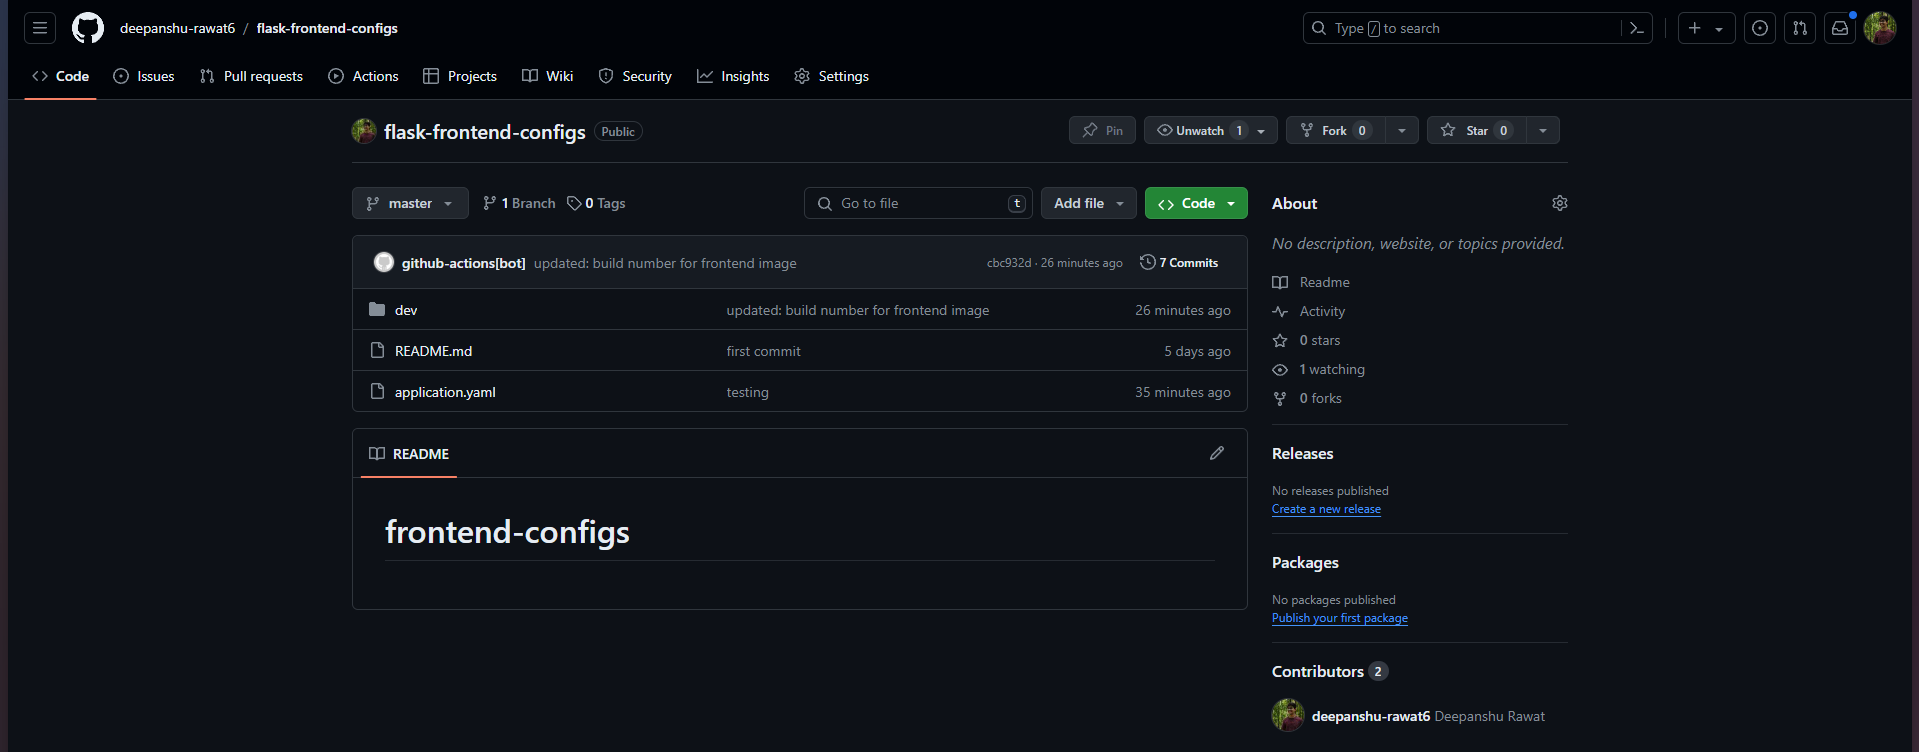 deepanshu-rawat6 / flask-frontend-configs
Type / to search
Code Issues Pull requests Actions Projects Wiki Security Insights Settings
flask-frontend-configs Public
Pin Unwatch 1 Fork 0 Star 0
master 1 Branch 0 Tags Go to file t Add file Code
github-actions[bot] updated: build number for frontend image cbc932d · 26 minutes ago 7 Commits
dev updated: build number for frontend image 26 minutes ago
README.md first commit 5 days ago
application.yaml testing 35 minutes ago
README
frontend-configs
About
No description, website, or topics provided.
Readme
Activity
0 stars
1 watching
0 forks
Releases
No releases published
Create a new release
Packages
No packages published
Publish your first package
Contributors 2
deepanshu-rawat6 Deepanshu Rawat